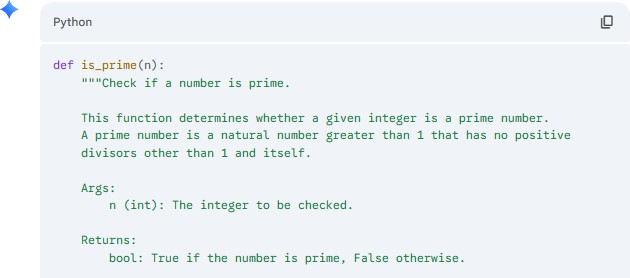 Python
def is_prime(n):
    """Check if a number is prime.
    This function determines whether a given integer is a prime number.
    A prime number is a natural number greater than 1 that has no positive
    divisors other than 1 and itself.
    Args:
        n (int): The integer to be checked.
    Returns:
        bool: True if the number is prime, False otherwise.